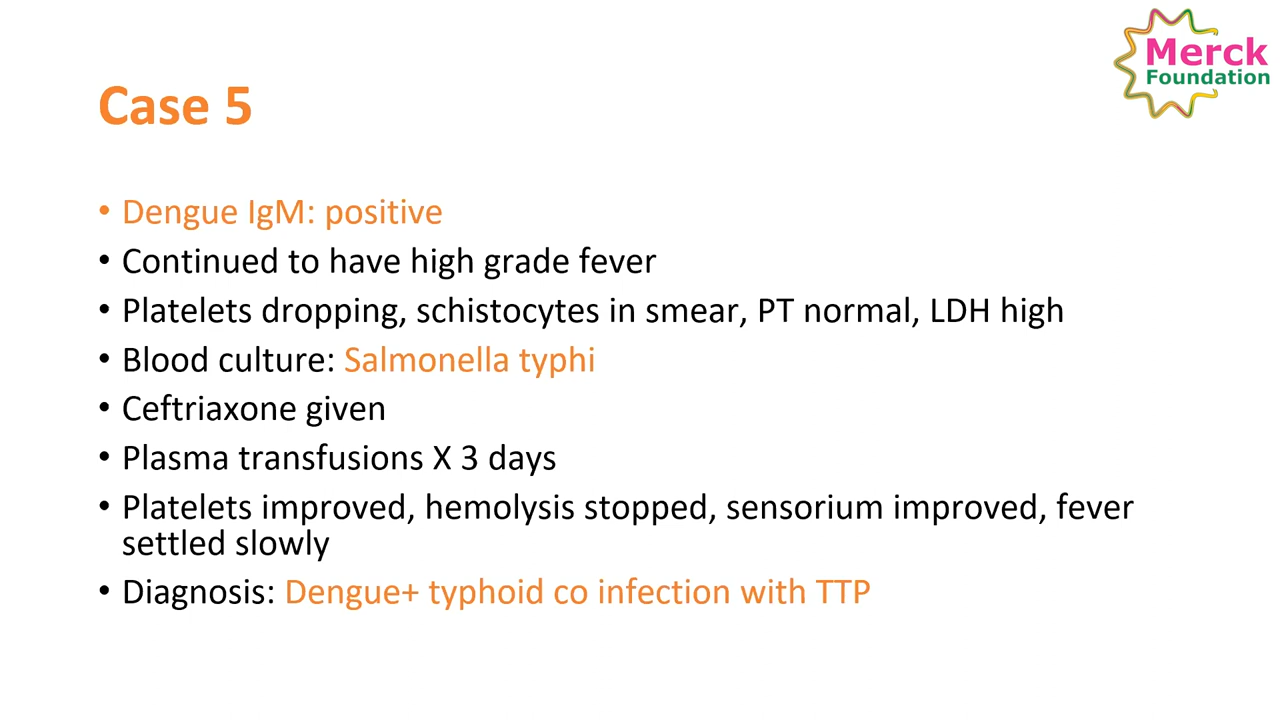 Merck
Foundation
Case 5
• Dengue IgM: positive
• Continued to have high grade fever
• Platelets dropping, schistocytes in smear, PT normal, LDH high
• Blood culture: Salmonella typhi
• Ceftriaxone given
• Plasma transfusions X 3 days
• Platelets improved, hemolysis stopped, sensorium improved, fever
settled slowly
• Diagnosis: Dengue+ typhoid co infection with TTP